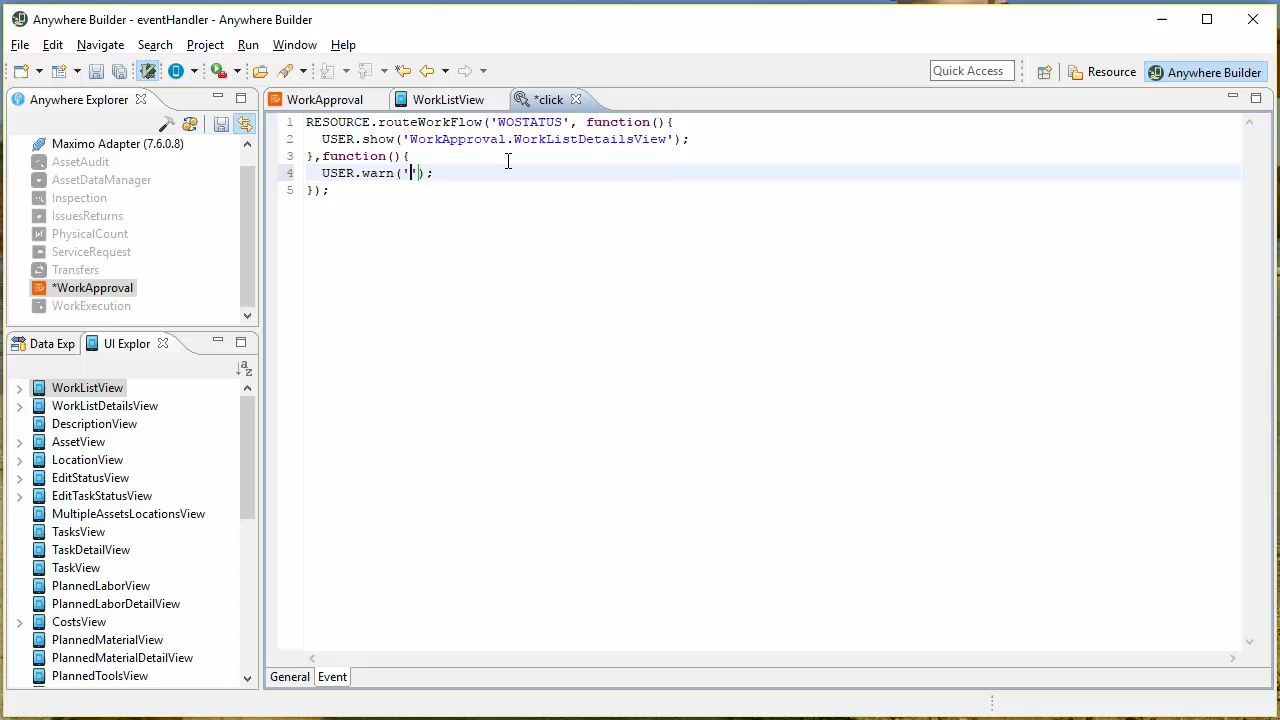 Anywhere Builder - eventHandler - Anywhere Builder
File Edit Navigate Search Project Run Window Help
Quick Access
Resource
Anywhere Builder
Anywhere Explorer
WorkApproval
WorkListView
*click
Maximo Adapter (7.6.0.8)
AssetAudit
AssetDataManager
Inspection
IssuesReturns
PhysicalCount
ServiceRequest
Transfers
*WorkApproval
WorkExecution
1 RESOURCE.routeWorkFlow('WOSTATUS', function(){
2 USER.show('WorkApproval.WorkListDetailsView');
3 },function(){
4 USER.warn('');
5 });
Data Exp
UI Explor
WorkListView
WorkListDetailsView
DescriptionView
AssetView
LocationView
EditStatusView
EditTaskStatusView
MultipleAssetsLocationsView
TasksView
TaskDetailView
TaskView
PlannedLaborView
PlannedLaborDetailView
CostsView
PlannedMaterialView
PlannedMaterialDetailView
PlannedToolsView
General Event